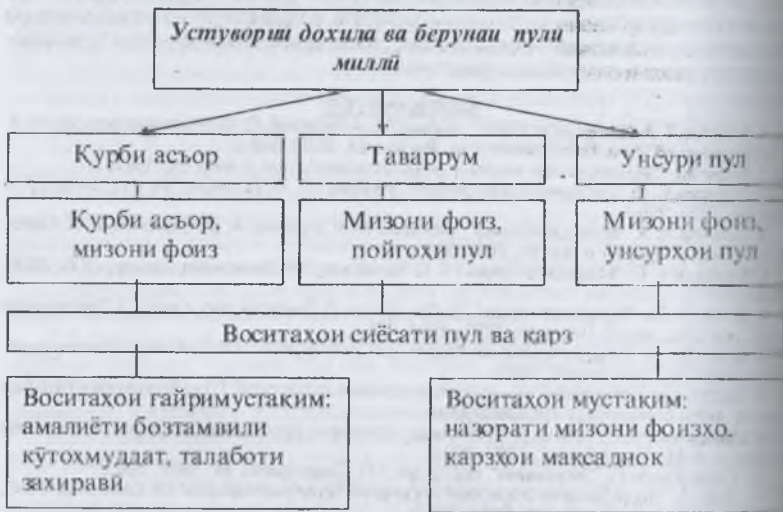 Устувории дохила ва берунаи пули
миллӣ
Қурби асъор
Таваррум
Унсури пул
Қурби асъор,
мизони фоиз
Мизони фоиз,
пойгоҳи пул
Мизони фоиз,
унсурҳои пул
Воситаҳои сиёсати пул ва қарз
Воситаҳои ғайримустақим:
амалиёти бозтамвили
кӯтоҳмуддат, талаботи
захиравӣ
Воситаҳои мустақим:
назорати мизони фоизҳо,
қарзҳои мақсаднок